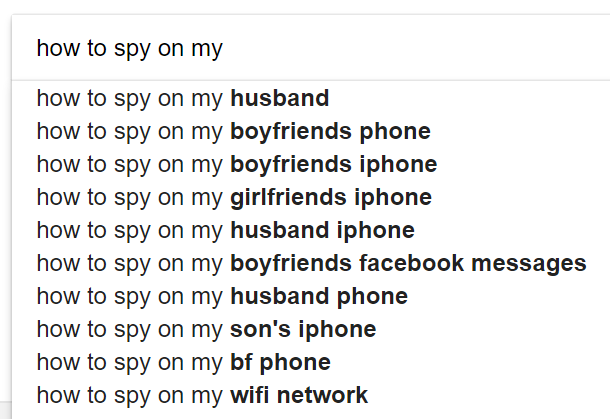 how to spy on my
how to spy on my husband
how to spy on my boyfriends phone
how to spy on my boyfriends iphone
how to spy on my girlfriends iphone
how to spy on my husband iphone
how to spy on my boyfriends facebook messages
how to spy on my husband phone
how to spy on my son's iphone
how to spy on my bf phone
how to spy on my wifi network